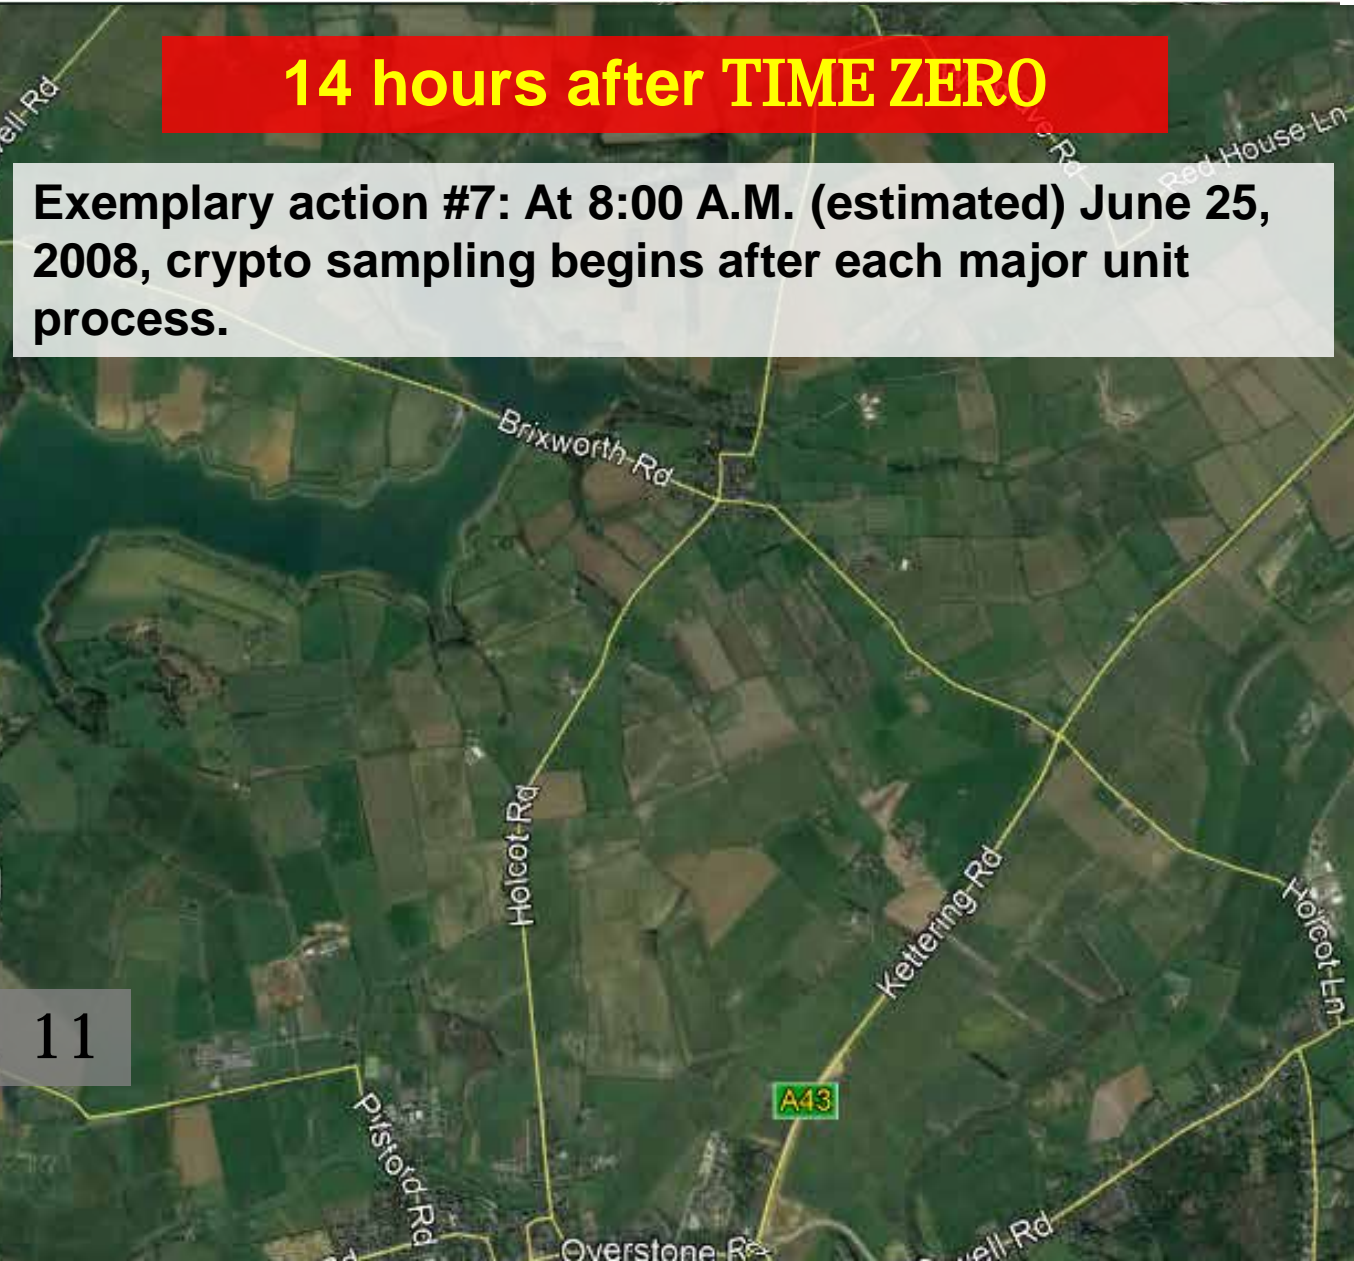 14 hours after TIME ZERO
Red House Ln
Rd
Exemplary action #7: At 8:00 A.M. (estimated) June 25,
2008, crypto sampling begins after each major unit
process.
Brixworth Rd
Holcot Rd
Kettering Rd
Holcot Ln
11
A43
Pitsford Rd
Overstone Rd